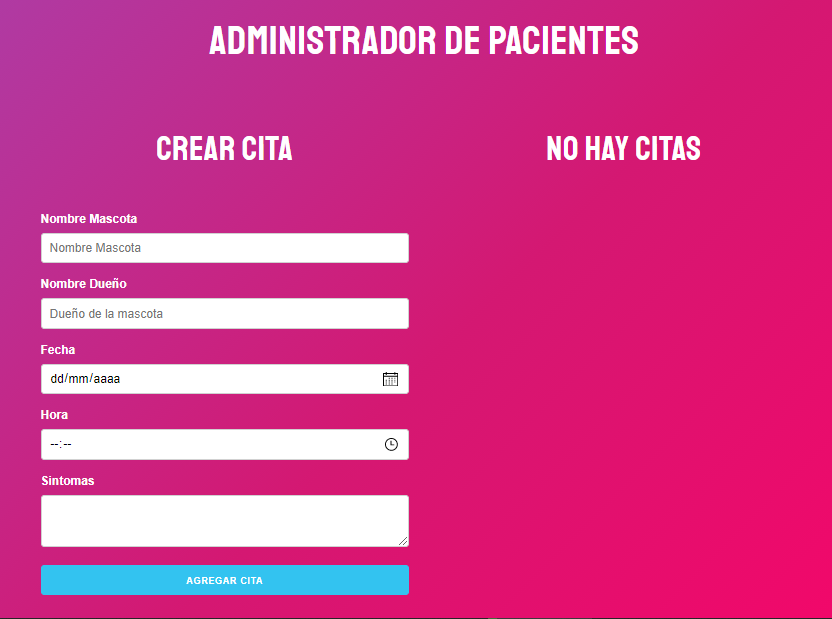 ADMINISTRADOR DE PACIENTES
CREAR CITA
NO HAY CITAS
Nombre Mascota
Nombre Mascota
Nombre Dueño
Dueño de la mascota
Fecha
dd/mm/aaaa
Hora
--:--
Sintomas
AGREGAR CITA